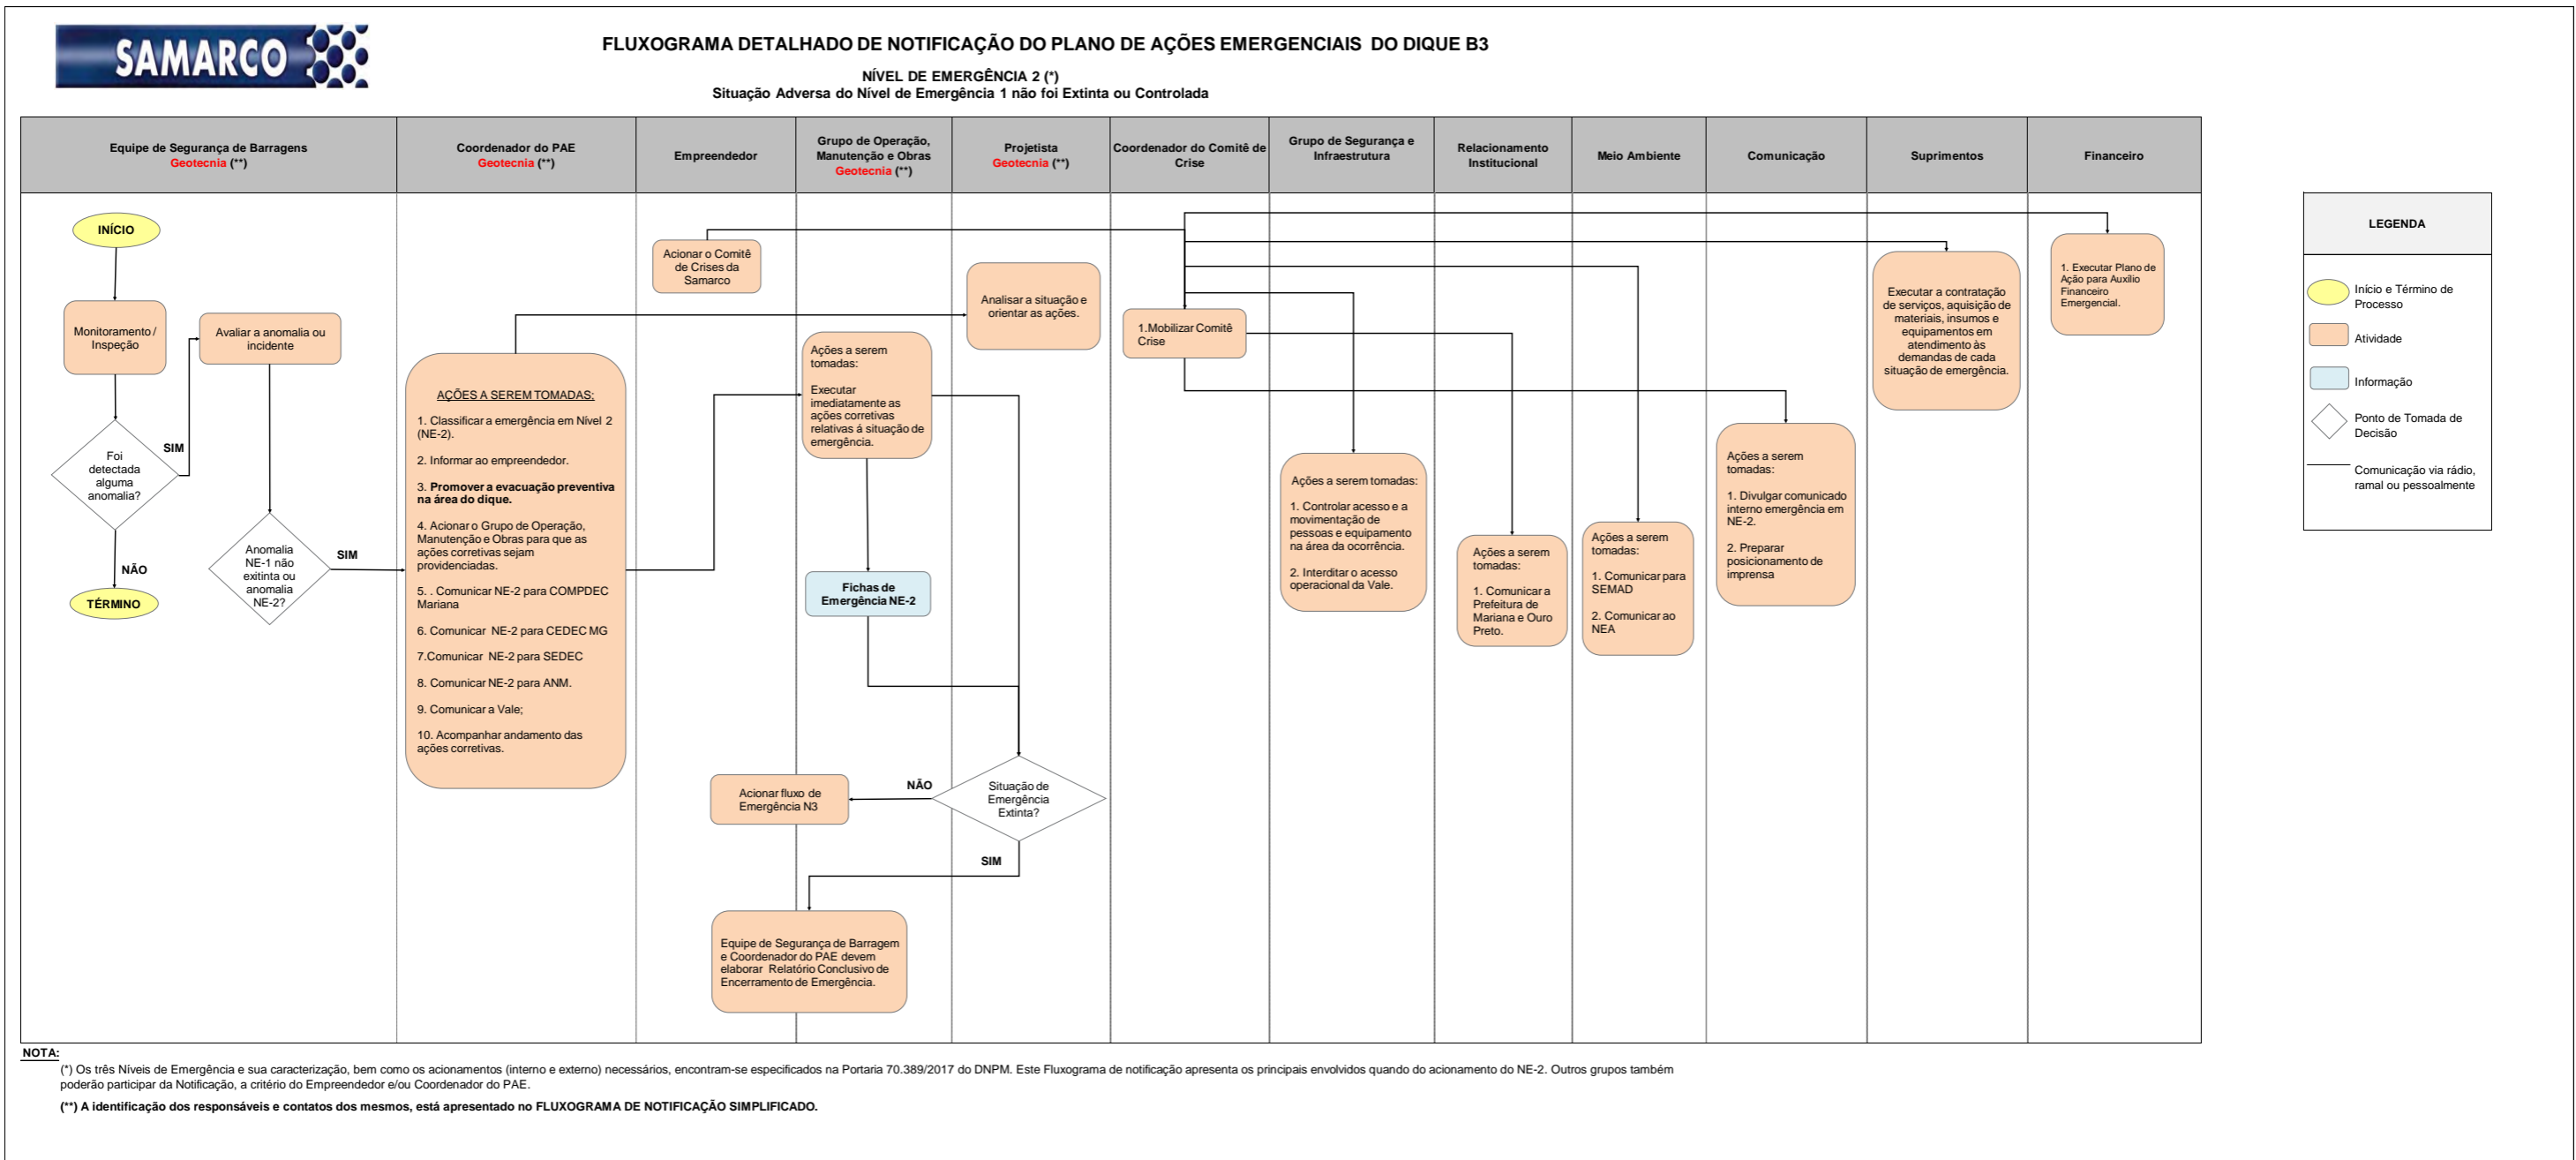 SAMARCO
FLUXOGRAMA DETALHADO DE NOTIFICAÇÃO DO PLANO DE AÇÕES EMERGENCIAIS DO DIQUE B3
NÍVEL DE EMERGÊNCIA 2 (*)
Situação Adversa do Nível de Emergência 1 não foi Extinta ou Controlada
Equipe de Segurança de Barragens
Geotecnia (**)
Coordenador do PAE
Geotecnia (**)
Empreendedor
Grupo de Operação,
Manutenção e Obras
Geotecnia (**)
Projetista
Geotecnia (**)
Coordenador do Comitê de
Crise
Grupo de Segurança e
Infraestrutura
Relacionamento
Institucional
Meio Ambiente
Comunicação
Suprimentos
Financeiro
INÍCIO
Monitoramento /
Inspeção
Foi
detectada
alguma
anomalia?
SIM
NÃO
TÉRMINO
Avaliar a anomalia ou
incidente
Anomalia
NE-1 não
exitinta ou
anomalia
NE-2?
SIM
AÇÕES A SEREM TOMADAS:
1. Classificar a emergência em Nível 2
(NE-2).
2. Informar ao empreendedor.
3. Promover a evacuação preventiva
na área do dique.
4. Acionar o Grupo de Operação,
Manutenção e Obras para que as
ações corretivas sejam
providenciadas.
5. . Comunicar NE-2 para COMPDEC
Mariana
6. Comunicar NE-2 para CEDEC MG
7.Comunicar NE-2 para SEDEC
8. Comunicar NE-2 para ANM.
9. Comunicar a Vale;
10. Acompanhar andamento das
ações corretivas.
Acionar o Comitê
de Crises da
Samarco
Ações a serem
tomadas:
Executar
imediatamente as
ações corretivas
relativas á situação de
emergência.
Fichas de
Emergência NE-2
Analisar a situação e
orientar as ações.
Situação de
Emergência
Extinta?
NÃO
SIM
Acionar fluxo de
Emergência N3
Equipe de Segurança de Barragem
e Coordenador do PAE devem
elaborar Relatório Conclusivo de
Encerramento de Emergência.
1.Mobilizar Comitê
Crise
Ações a serem tomadas:
1. Controlar acesso e a
movimentação de
pessoas e equipamento
na área da ocorrência.
2. Interditar o acesso
operacional da Vale.
Ações a serem
tomadas:
1. Comunicar a
Prefeitura de
Mariana e Ouro
Preto.
Ações a serem
tomadas:
1. Comunicar para
SEMAD
2. Comunicar ao
NEA
Ações a serem
tomadas:
1. Divulgar comunicado
interno emergência em
NE-2.
2. Preparar
posicionamento de
imprensa
Executar a contratação
de serviços, aquisição de
materiais, insumos e
equipamentos em
atendimento às
demandas de cada
situação de emergência.
1. Executar Plano de
Ação para Auxílio
Financeiro
Emergencial.
LEGENDA
Início e Término de
Processo
Atividade
Informação
Ponto de Tomada de
Decisão
Comunicação via rádio,
ramal ou pessoalmente
NOTA:
(*) Os três Níveis de Emergência e sua caracterização, bem como os acionamentos (interno e externo) necessários, encontram-se especificados na Portaria 70.389/2017 do DNPM. Este Fluxograma de notificação apresenta os principais envolvidos quando do acionamento do NE-2. Outros grupos também
poderão participar da Notificação, a critério do Empreendedor e/ou Coordenador do PAE.
(**) A identificação dos responsáveis e contatos dos mesmos, está apresentado no FLUXOGRAMA DE NOTIFICAÇÃO SIMPLIFICADO.